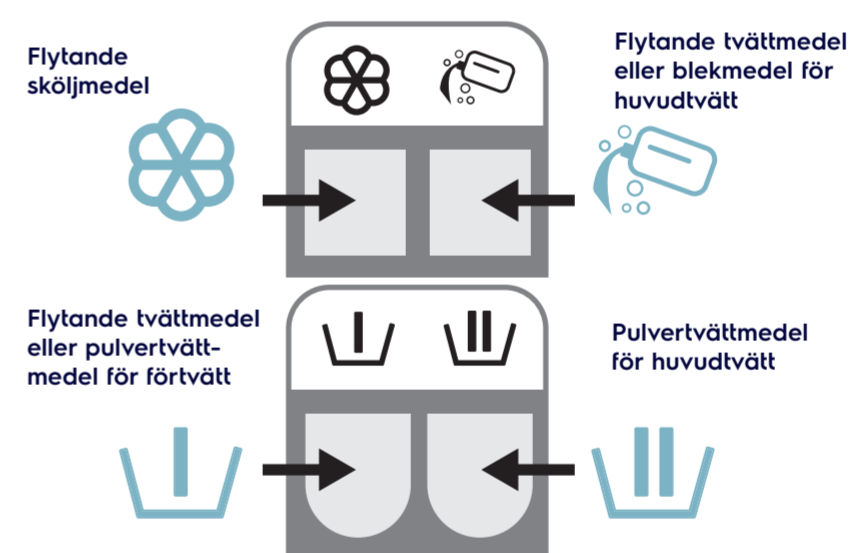 Flytande
sköljmedel
Flytande tvättmedel
eller blekmedel för
huvudtvätt
Flytande tvättmedel
eller pulvertvätt-
medel för förtvätt
Pulvertvättmedel
för huvudtvätt